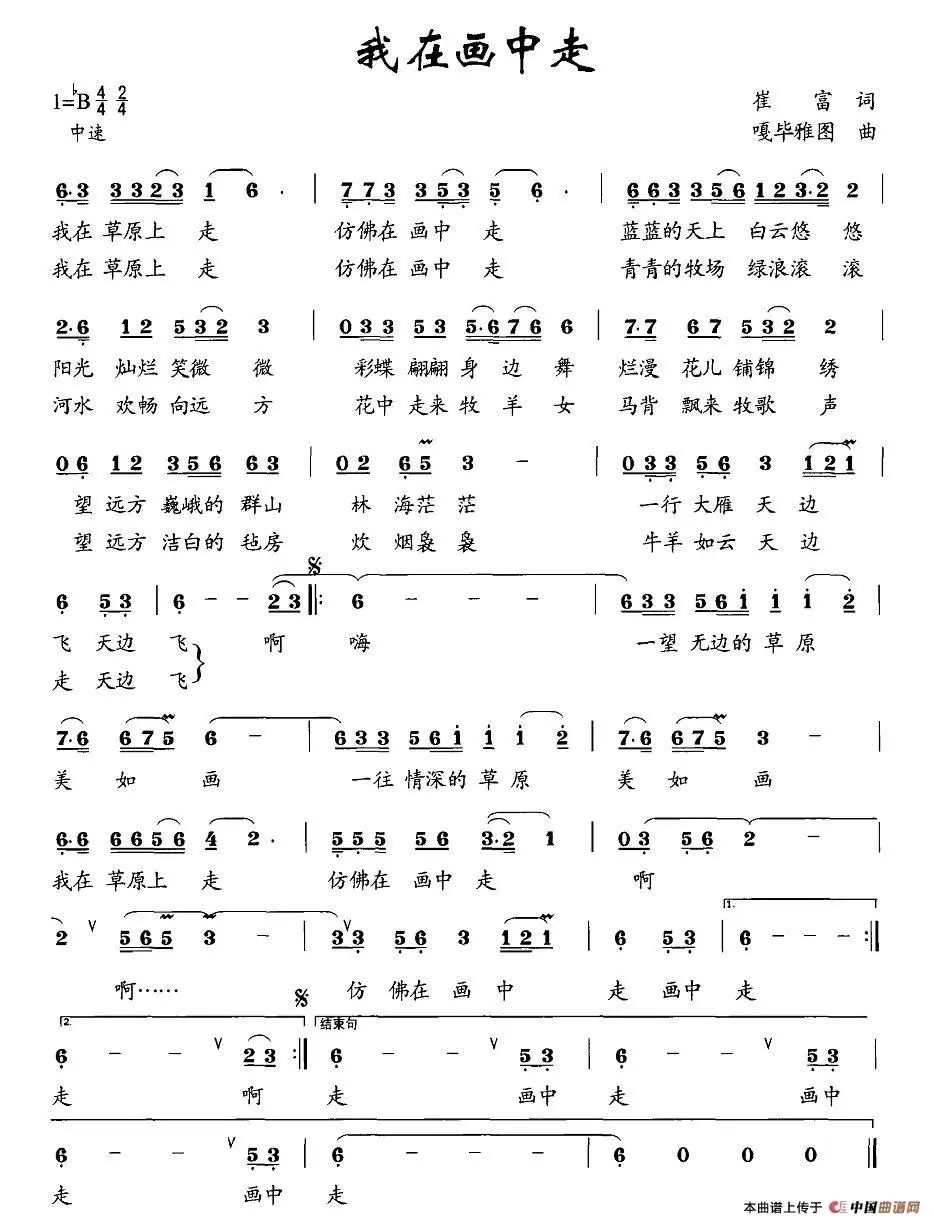 我在画中走
1=♭B 4/4 2/4
崔 富 词
中速
嘎毕雅图 曲
6·3 3323 1 6 · | 773 353 5 6 · | 663 356 123·2 2 |
我在 草原上 走 仿佛在 画中 走 蓝蓝的天上 白云悠 悠
我在 草原上 走 仿佛在 画中 走 青青的牧场 绿浪滚 滚
2·6 12 532 3 | 033 53 5·676 6 | 7·7 67 532 2 |
阳光 灿烂 笑微 微 彩蝶 翩翩 身 边 舞 烂漫 花儿 铺锦 绣
河水 欢畅 向远 方 花中 走来 牧 羊 女 马背 飘来 牧歌 声
06 12 356 63 | 02 65 3 - | 033 56 3 121 |
望 远方 巍峨的 群山 林 海茫 茫 一行 大雁 天 边
望 远方 洁白的 毡房 炊 烟袅 袅 牛羊 如云 天 边
6 53 | 6 - - 23 |: 6 - - - | 633 561 1 1 2 |
飞 天边 飞 啊 嗨 一望 无边的 草 原
走 天边 飞
7·6 675 6 - | 633 561 1 1 2 | 7·6 675 3 - |
美 如 画 一往 情深的 草 原 美 如 画
6·6 6656 4 2 · | 555 56 3·2 1 | 03 56 2 - |
我在 草原上 走 仿佛在 画中 走 啊
1.
2 ∨ 565 3 - | 33 56 3 121 | 6 53 | 6 - :|
啊…… 仿 佛在 画 中 走 画中 走
2. 结束句
6 - - ∨ 23 :| 6 - - ∨ 53 | 6 - - ∨ 53 |
走 啊 走 画中 走 画中
6 - - ∨ 53 | 6 - - - | 6 0 0 0 |
走 画中 走
本曲谱上传于 中国曲谱网